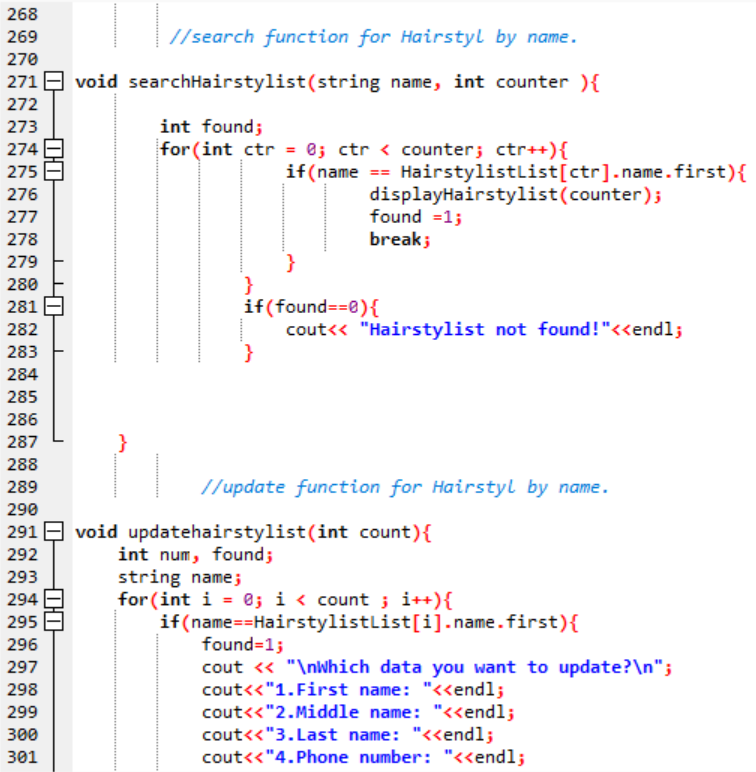 268
269 //search function for Hairstyl by name.
270
271 void searchHairstylist(string name, int counter ){
272
273 int found;
274 for(int ctr = 0; ctr < counter; ctr++){
275 if(name == HairstylistList[ctr].name.first){
276 displayHairstylist(counter);
277 found =1;
278 break;
279 }
280 }
281 if(found==0){
282 cout<< "Hairstylist not found!"<<endl;
283 }
284
285
286
287 }
288
289 //update function for Hairstyl by name.
290
291 void updatehairstylist(int count){
292 int num, found;
293 string name;
294 for(int i = 0; i < count ; i++){
295 if(name==HairstylistList[i].name.first){
296 found=1;
297 cout << "\nWhich data you want to update?\n";
298 cout<<"1.First name: "<<endl;
299 cout<<"2.Middle name: "<<endl;
300 cout<<"3.Last name: "<<endl;
301 cout<<"4.Phone number: "<<endl;